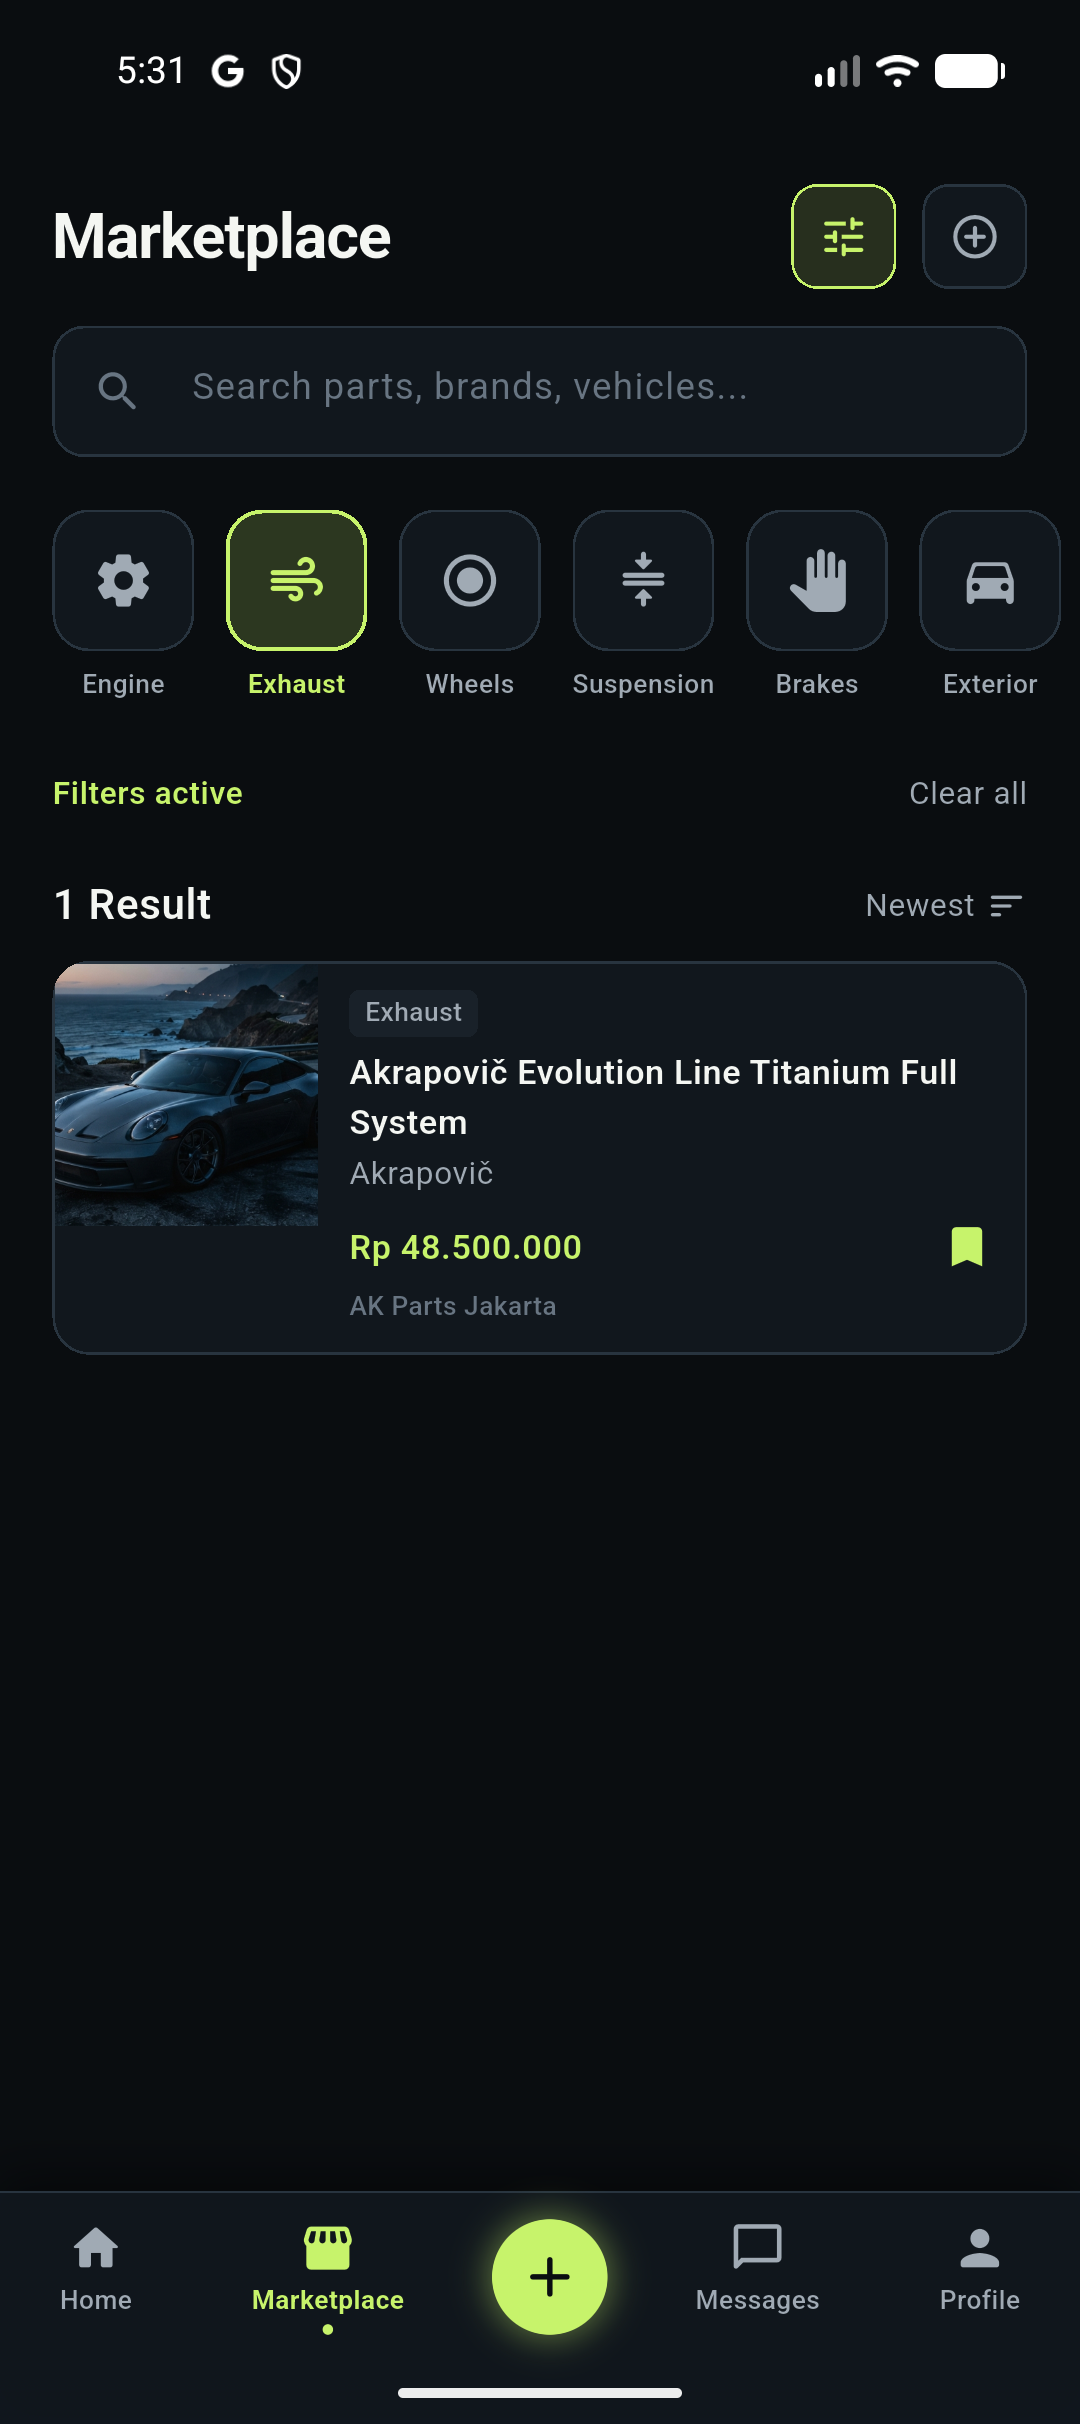 5:31
Marketplace
Search parts, brands, vehicles...
Engine
Exhaust
Wheels
Suspension
Brakes
Exterior
Filters active
Clear all
1 Result
Newest
Exhaust
Akrapovič Evolution Line Titanium Full
System
Akrapovič
Rp 48.500.000
AK Parts Jakarta
Home
Marketplace
Messages
Profile